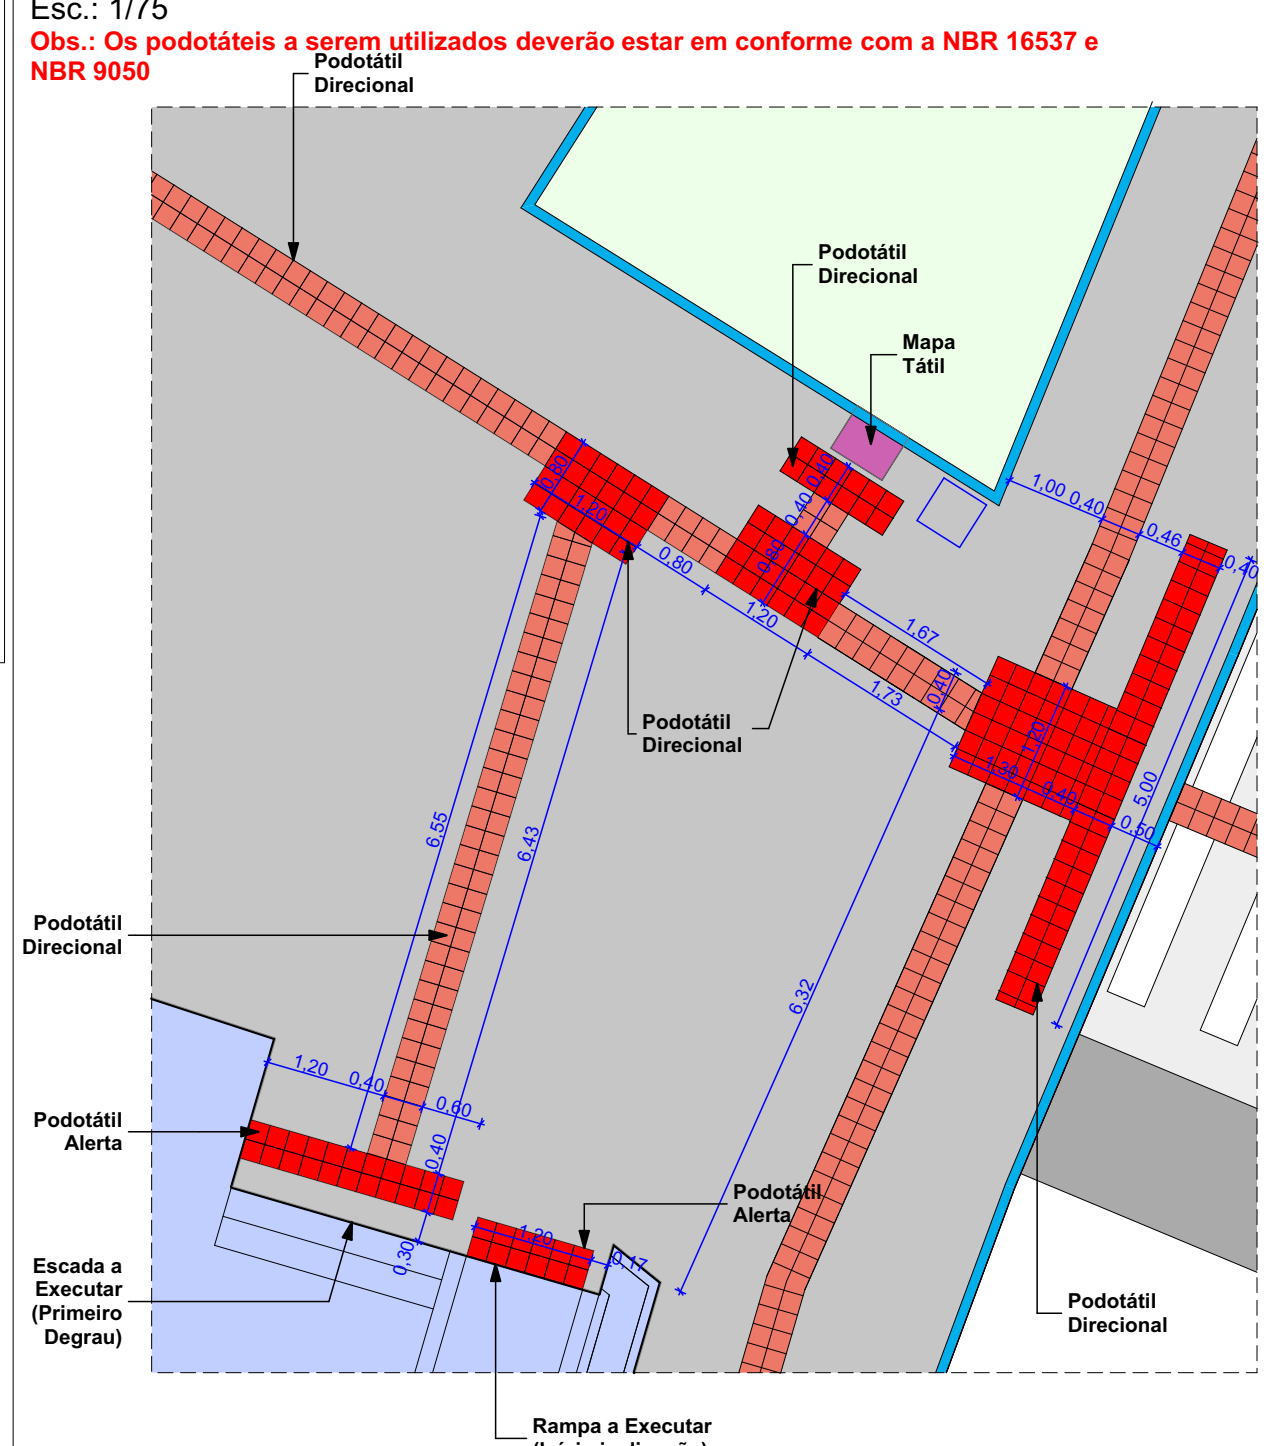 Esc.: 1/75
Obs.: Os podotáteis a serem utilizados deverão estar em conforme com a NBR 16537 e
NBR 9050
Podotátil
Direcional
Podotátil
Direcional
Mapa
Tátil
0,80
1,20
0,80
0,40
0,40
0,80
1,20
1,00
0,40
0,46
0,40
1,67
1,73
0,40
1,20
1,30
0,40
0,50
5,00
Podotátil
Direcional
6,55
6,43
6,32
Podotátil
Direcional
1,20
0,40
0,60
Podotátil
Alerta
0,40
0,30
Podotátil
Alerta
1,20
0,17
Escada a
Executar
(Primeiro
Degrau)
Podotátil
Direcional
Rampa a Executar